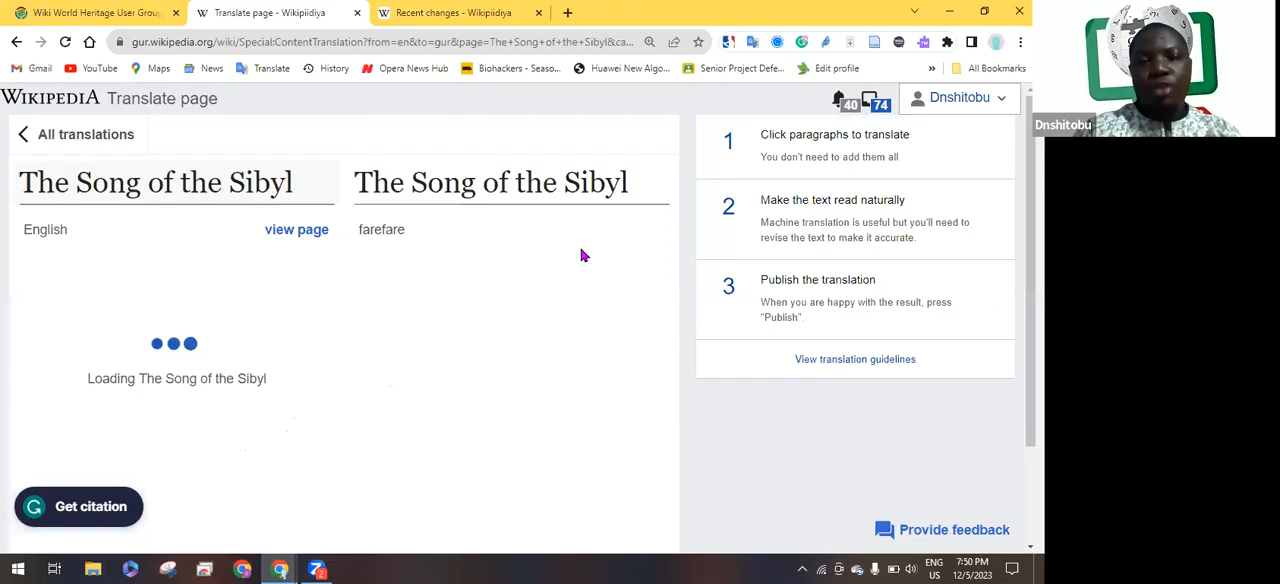 Wiki World Heritage User Grou
Translate page - Wikipiidiya
Recent changes - Wikipiidiya
gur.wikipedia.org/wiki/Special:ContentTranslation?from=en&to=gur&page=The+Song+of+the+Sibyl&ca...
Gmail
YouTube
Maps
News
Translate
History
Opera News Hub
Biohackers - Seaso...
Huawei New Algo...
Senior Project Defe...
Edit profile
»
All Bookmarks
WIKIPEDIA Translate page
40
74
Dnshitobu
All translations
The Song of the Sibyl
English
view page
The Song of the Sibyl
farefare
Loading The Song of the Sibyl
Get citation
1
Click paragraphs to translate
You don't need to add them all
2
Make the text read naturally
Machine translation is useful but you'll need to
revise the text to make it accurate.
3
Publish the translation
When you are happy with the result, press
"Publish".
View translation guidelines
Provide feedback
Dnshitobu
ENG
US
7:50 PM
12/5/2023